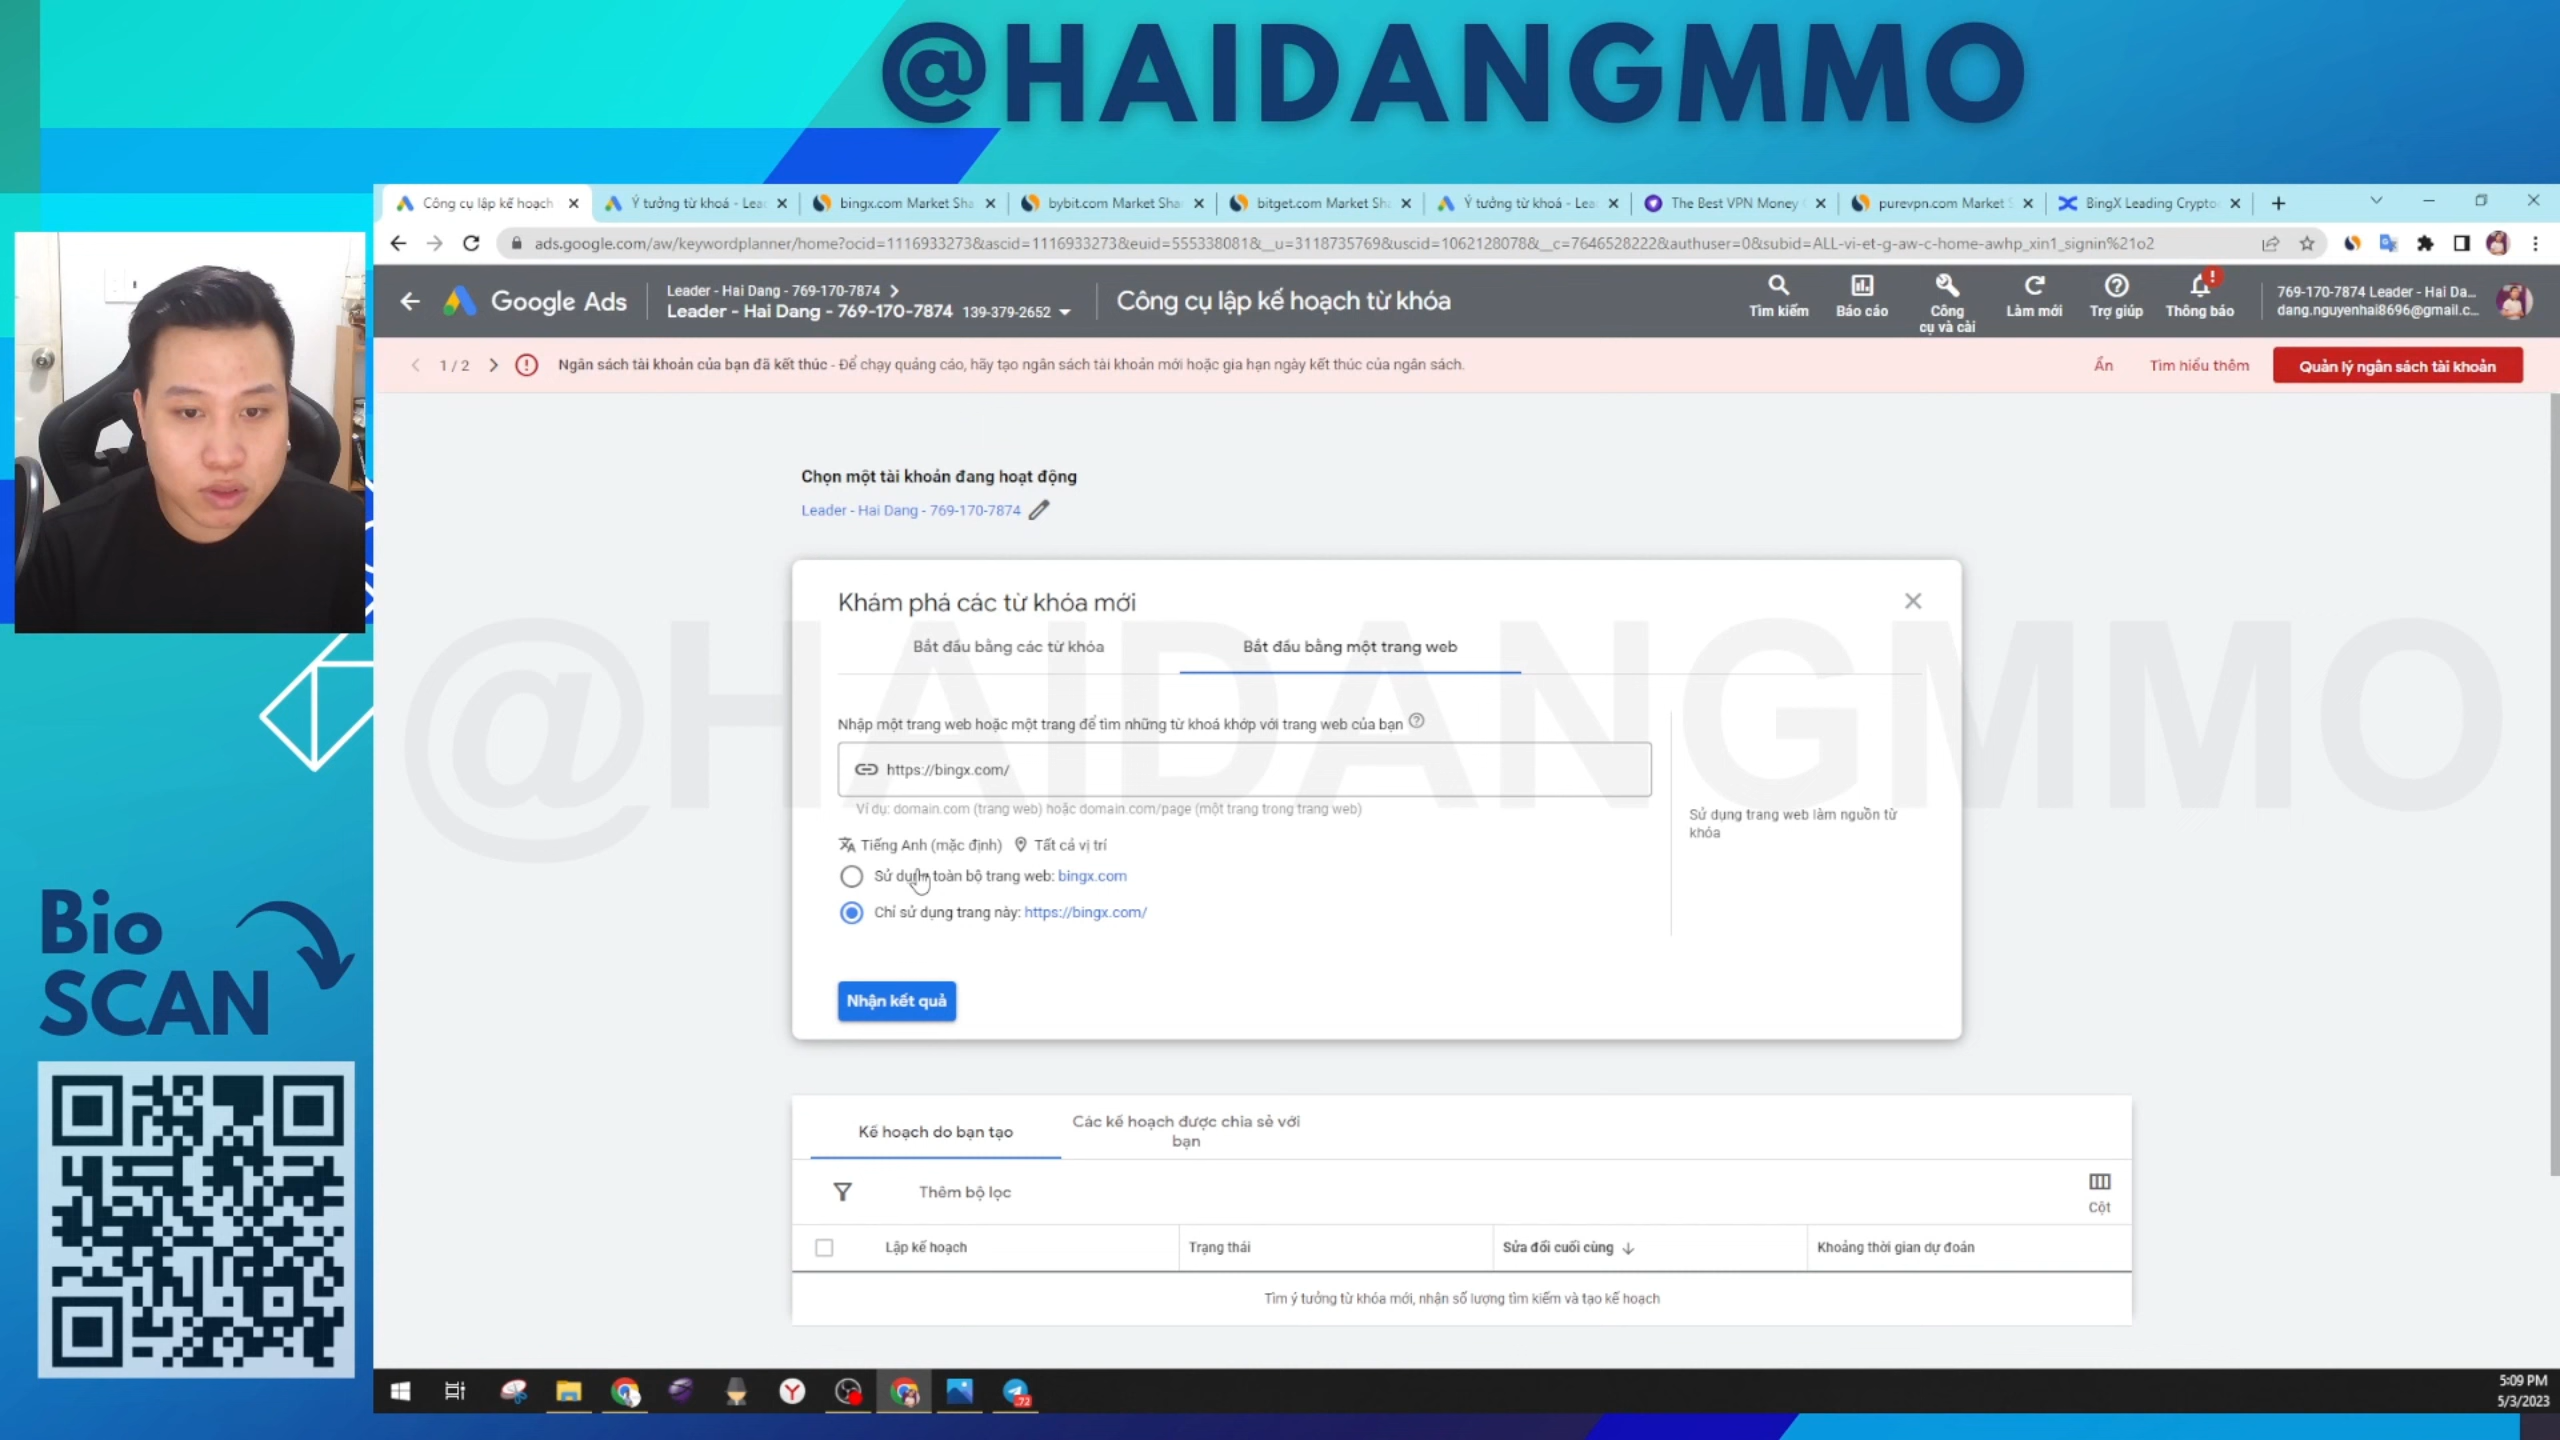 @HAIDANGMMO
Công cụ lập kế hoạch
Ý tưởng từ khoá - Lea
bingx.com Market Sha
bybit.com Market Sha
bitget.com Market Sh
Ý tưởng từ khoá - Lea
The Best VPN Money
purevpn.com Market S
BingX Leading Crypto
ads.google.com/aw/keywordplanner/home?ocid=1116933273&ascid=1116933273&euid=555338081&__u=3118735769&uscid=1062128078&__c=7646528222&authuser=0&subid=ALL-vi-et-g-aw-c-home-awhp_xin1_signin%21o2
Google Ads
Leader - Hai Dang - 769-170-7874
Leader - Hai Dang - 769-170-7874 139-379-2652
Công cụ lập kế hoạch từ khóa
Tìm kiếm
Báo cáo
Công
cụ và cài
Làm mới
Trợ giúp
Thông báo
769-170-7874 Leader - Hai Da...
dang.nguyenhai8696@gmail.c...
1 / 2
Ngân sách tài khoản của bạn đã kết thúc - Để chạy quảng cáo, hãy tạo ngân sách tài khoản mới hoặc gia hạn ngày kết thúc của ngân sách.
Ẩn
Tìm hiểu thêm
Quản lý ngân sách tài khoản
Chọn một tài khoản đang hoạt động
Leader - Hai Dang - 769-170-7874
Khám phá các từ khóa mới
Bắt đầu bằng các từ khóa
Bắt đầu bằng một trang web
@HAIDANGMMO
Nhập một trang web hoặc một trang để tìm những từ khoá khớp với trang web của bạn
https://bingx.com/
Ví dụ: domain.com (trang web) hoặc domain.com/page (một trang trong trang web)
Sử dụng trang web làm nguồn từ
khóa
Tiếng Anh (mặc định) Tất cả vị trí
Sử dụng toàn bộ trang web: bingx.com
Chỉ sử dụng trang này: https://bingx.com/
Nhận kết quả
Bio
SCAN
Kế hoạch do bạn tạo
Các kế hoạch được chia sẻ với
bạn
Thêm bộ lọc
Cột
Lập kế hoạch
Trạng thái
Sửa đổi cuối cùng
Khoảng thời gian dự đoán
Tìm ý tưởng từ khóa mới, nhận số lượng tìm kiếm và tạo kế hoạch
72
5:09 PM
5/3/2023